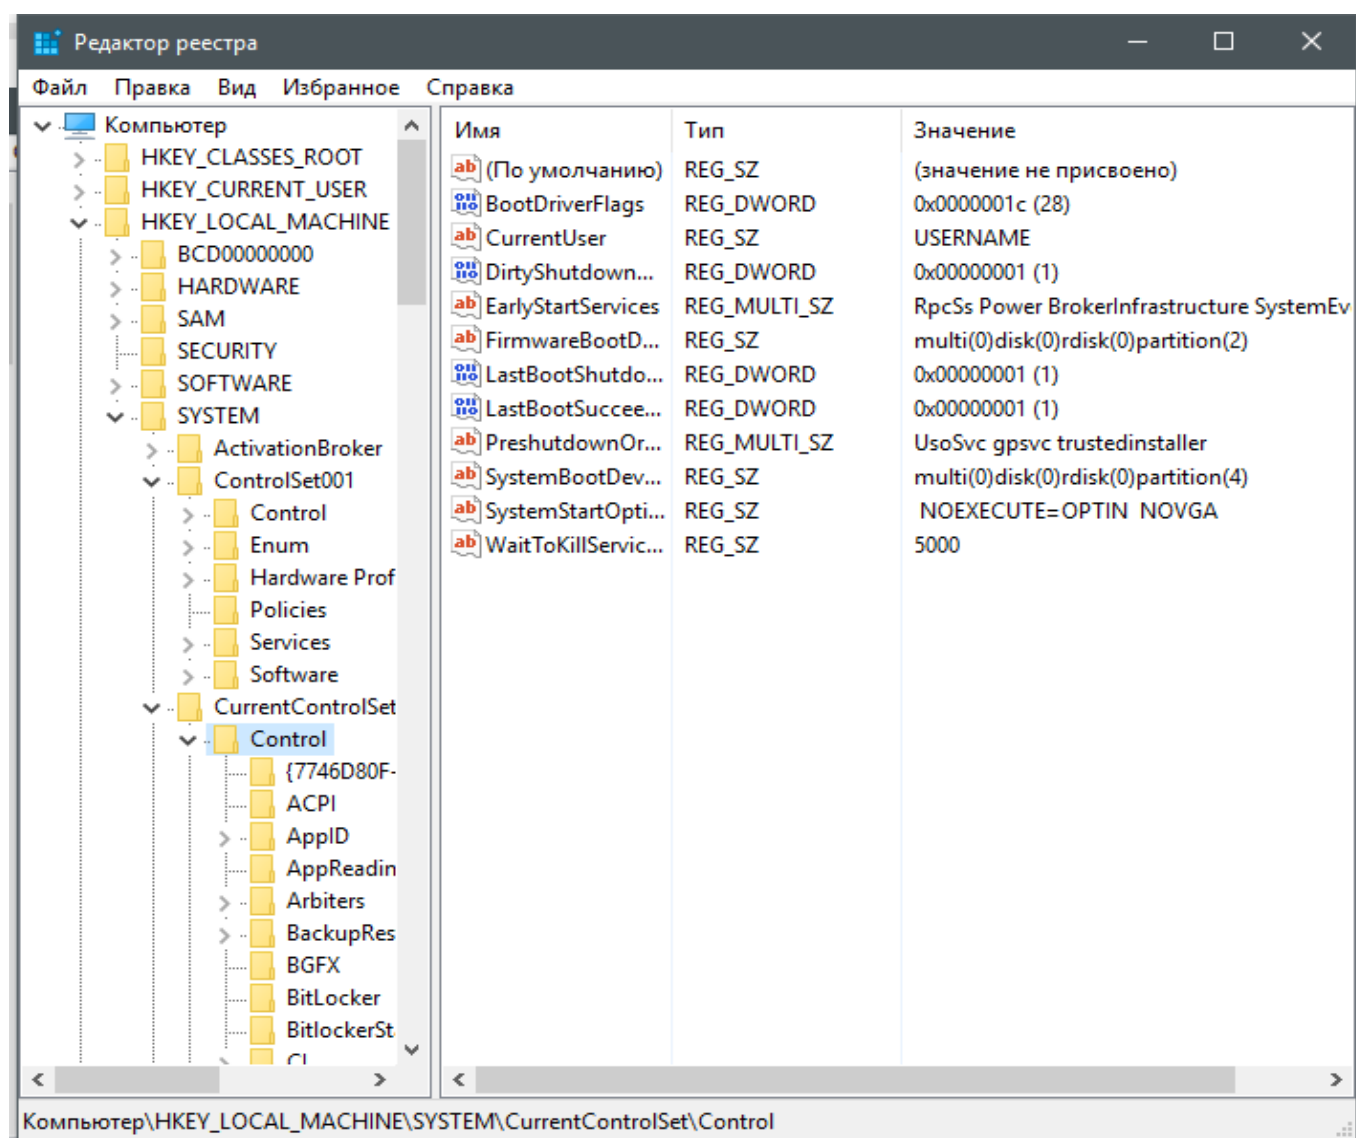 Редактор реестра
Файл Правка Вид Избранное Справка
Компьютер
HKEY_CLASSES_ROOT
HKEY_CURRENT_USER
HKEY_LOCAL_MACHINE
BCD00000000
HARDWARE
SAM
SECURITY
SOFTWARE
SYSTEM
ActivationBroker
ControlSet001
Control
Enum
Hardware Prof
Policies
Services
Software
CurrentControlSet
Control
{7746D80F-
ACPI
AppID
AppReadin
Arbiters
BackupRes
BGFX
BitLocker
BitlockerSt
CI
Имя Тип Значение
(По умолчанию) REG_SZ (значение не присвоено)
BootDriverFlags REG_DWORD 0x0000001c (28)
CurrentUser REG_SZ USERNAME
DirtyShutdown... REG_DWORD 0x00000001 (1)
EarlyStartServices REG_MULTI_SZ RpcSs Power BrokerInfrastructure SystemEv
FirmwareBootD... REG_SZ multi(0)disk(0)rdisk(0)partition(2)
LastBootShutdo... REG_DWORD 0x00000001 (1)
LastBootSuccee... REG_DWORD 0x00000001 (1)
PreshutdownOr... REG_MULTI_SZ UsoSvc gpsvc trustedinstaller
SystemBootDev... REG_SZ multi(0)disk(0)rdisk(0)partition(4)
SystemStartOpti... REG_SZ NOEXECUTE=OPTIN NOVGA
WaitToKillServic... REG_SZ 5000
Компьютер\HKEY_LOCAL_MACHINE\SYSTEM\CurrentControlSet\Control